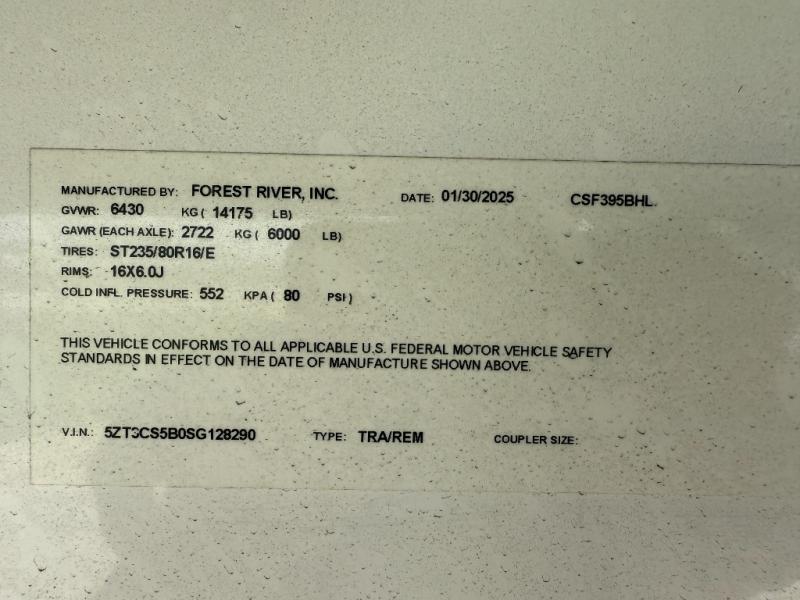 MANUFACTURED BY: FOREST RIVER, INC. DATE: 01/30/2025 CSF395BHL
GVWR: 6430 KG ( 14175 LB)
GAWR (EACH AXLE): 2722 KG ( 6000 LB)
TIRES: ST235/80R16/E
RIMS: 16X6.0J
COLD INFL. PRESSURE: 552 KPA ( 80 PSI )
THIS VEHICLE CONFORMS TO ALL APPLICABLE U.S. FEDERAL MOTOR VEHICLE SAFETY
STANDARDS IN EFFECT ON THE DATE OF MANUFACTURE SHOWN ABOVE.
V.I.N.: 5ZT3CS5B0SG128290 TYPE: TRA/REM COUPLER SIZE: